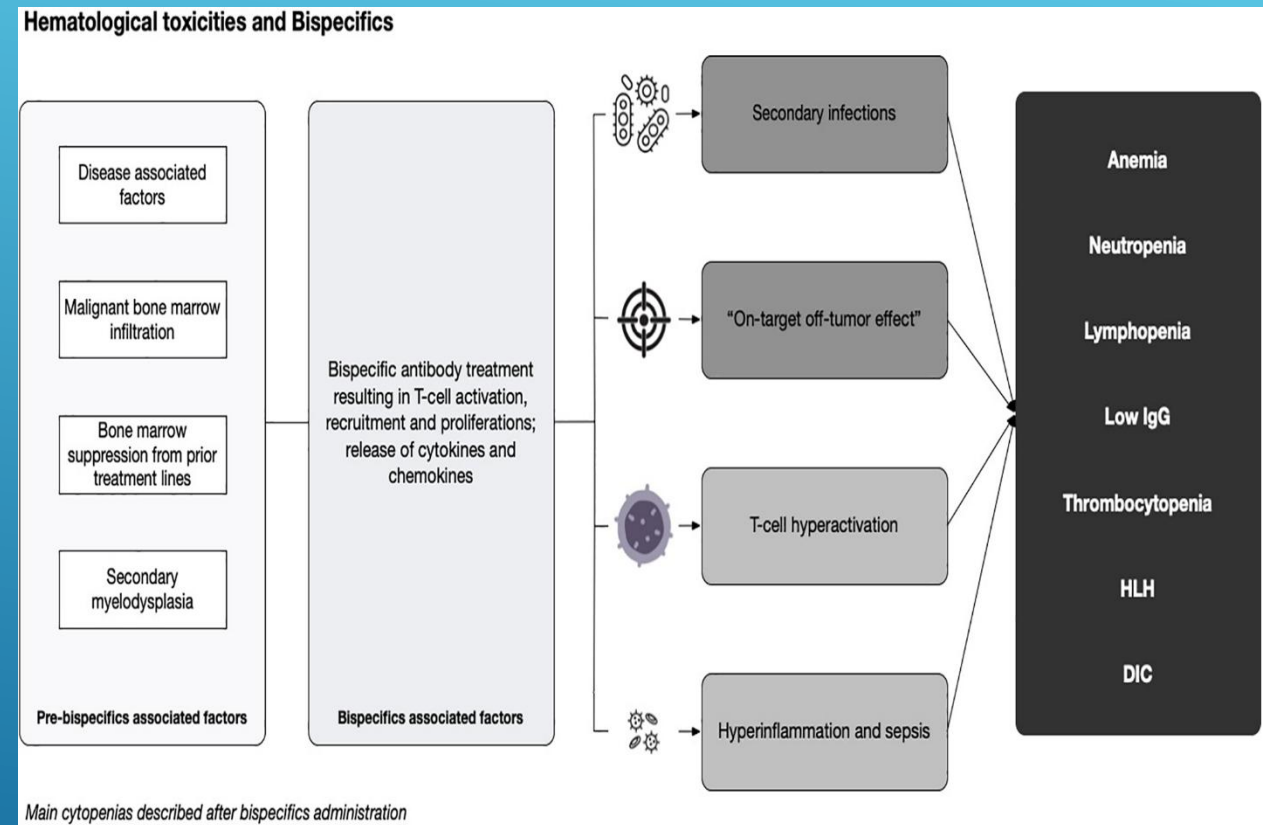 Hematological toxicities and Bispecifics
Disease associated
factors
Malignant bone marrow
infiltration
Bone marrow
suppression from prior
treatment lines
Secondary
myelodysplasia
Pre-bispecifics associated factors
Bispecific antibody treatment
resulting in T-cell activation,
recruitment and proliferations;
release of cytokines and
chemokines
Bispecifics associated factors
Secondary infections
“On-target off-tumor effect”
T-cell hyperactivation
Hyperinflammation and sepsis
Anemia
Neutropenia
Lymphopenia
Low IgG
Thrombocytopenia
HLH
DIC
Main cytopenias described after bispecifics administration